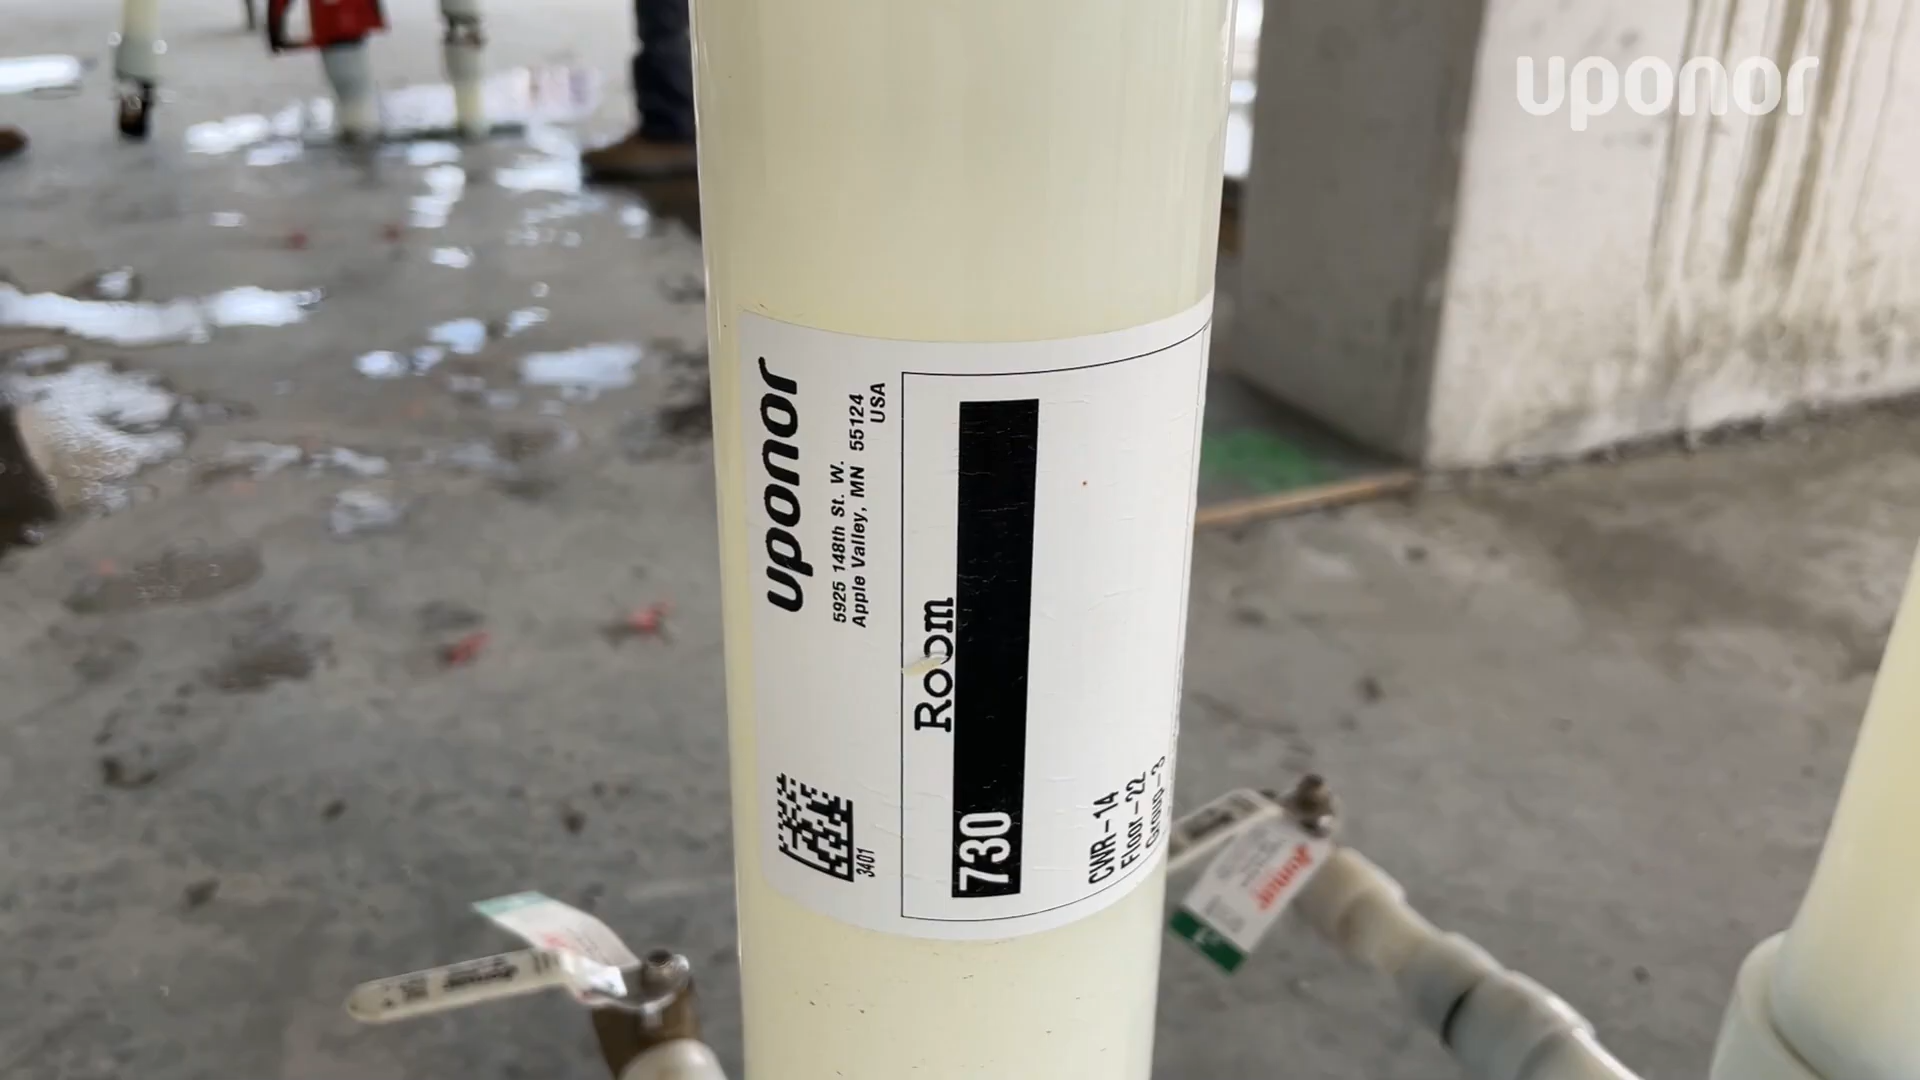 uponor
uponor
5925 148th St. W.
Apple Valley, MN 55124
USA
3401
Room
730
CWR-14
Floor-22
Group-3